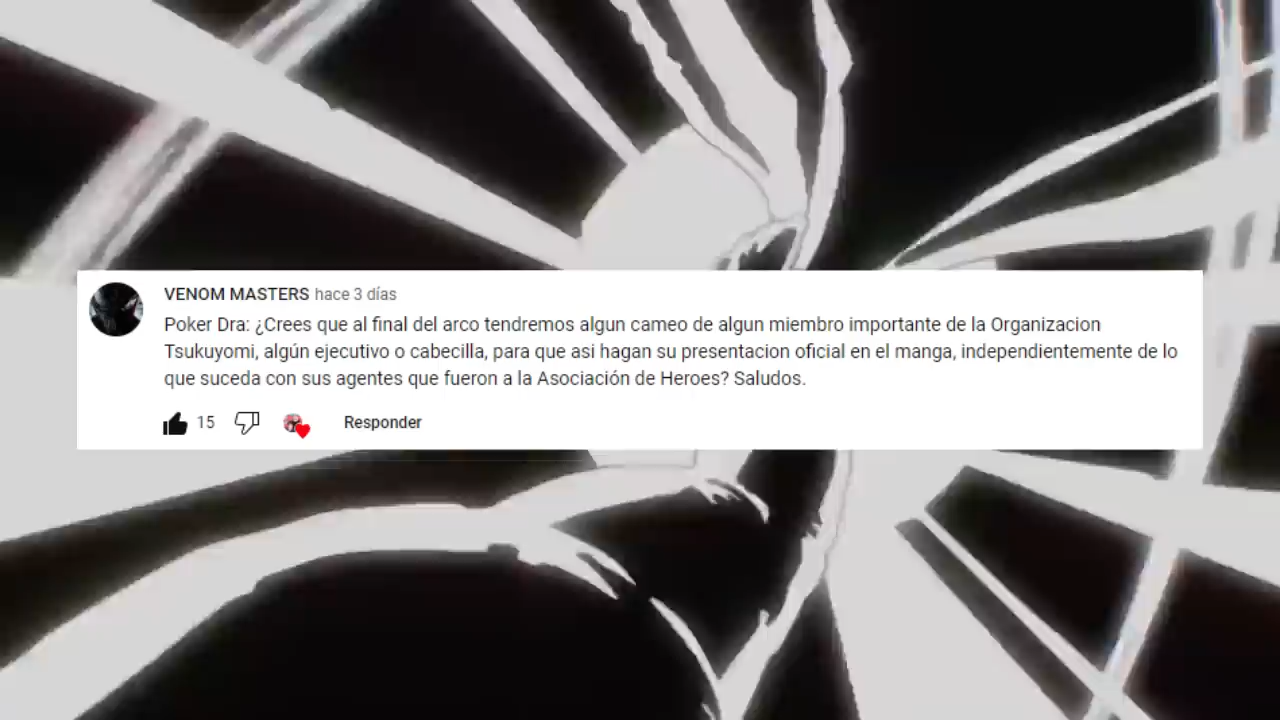 VENOM MASTERS hace 3 días
Poker Dra: ¿Crees que al final del arco tendremos algun cameo de algun miembro importante de la Organizacion
Tsukuyomi, algún ejecutivo o cabecilla, para que asi hagan su presentacion oficial en el manga, independientemente de lo
que suceda con sus agentes que fueron a la Asociación de Heroes? Saludos.
15 Responder